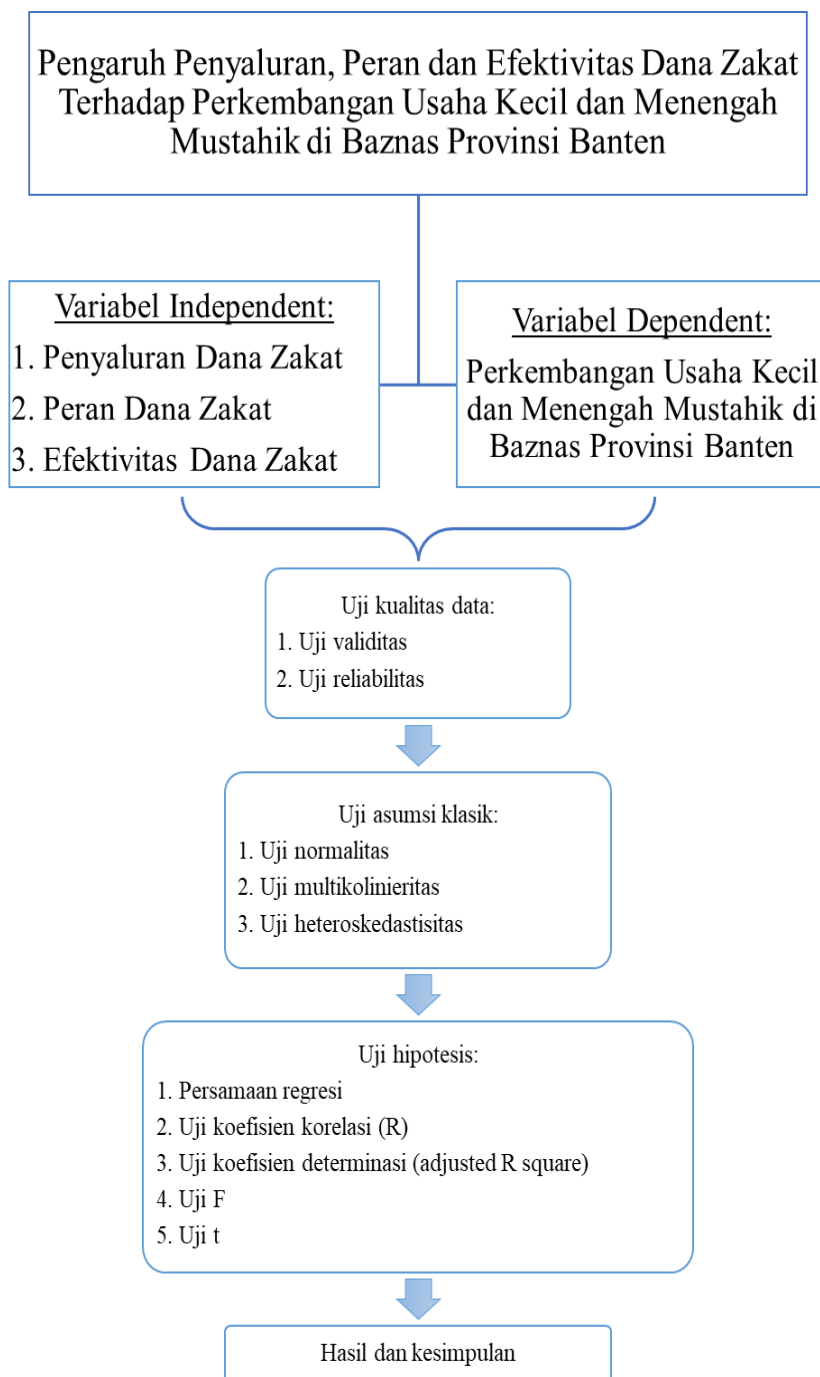 Pengaruh Penyaluran, Peran dan Efektivitas Dana Zakat
Terhadap Perkembangan Usaha Kecil dan Menengah
Mustahik di Baznas Provinsi Banten
Variabel Independent:
1. Penyaluran Dana Zakat
2. Peran Dana Zakat
3. Efektivitas Dana Zakat
Variabel Dependent:
Perkembangan Usaha Kecil
dan Menengah Mustahik di
Baznas Provinsi Banten
Uji kualitas data:
1. Uji validitas
2. Uji reliabilitas
Uji asumsi klasik:
1. Uji normalitas
2. Uji multikolinieritas
3. Uji heteroskedastisitas
Uji hipotesis:
1. Persamaan regresi
2. Uji koefisien korelasi (R)
3. Uji koefisien determinasi (adjusted R square)
4. Uji F
5. Uji t
Hasil dan kesimpulan